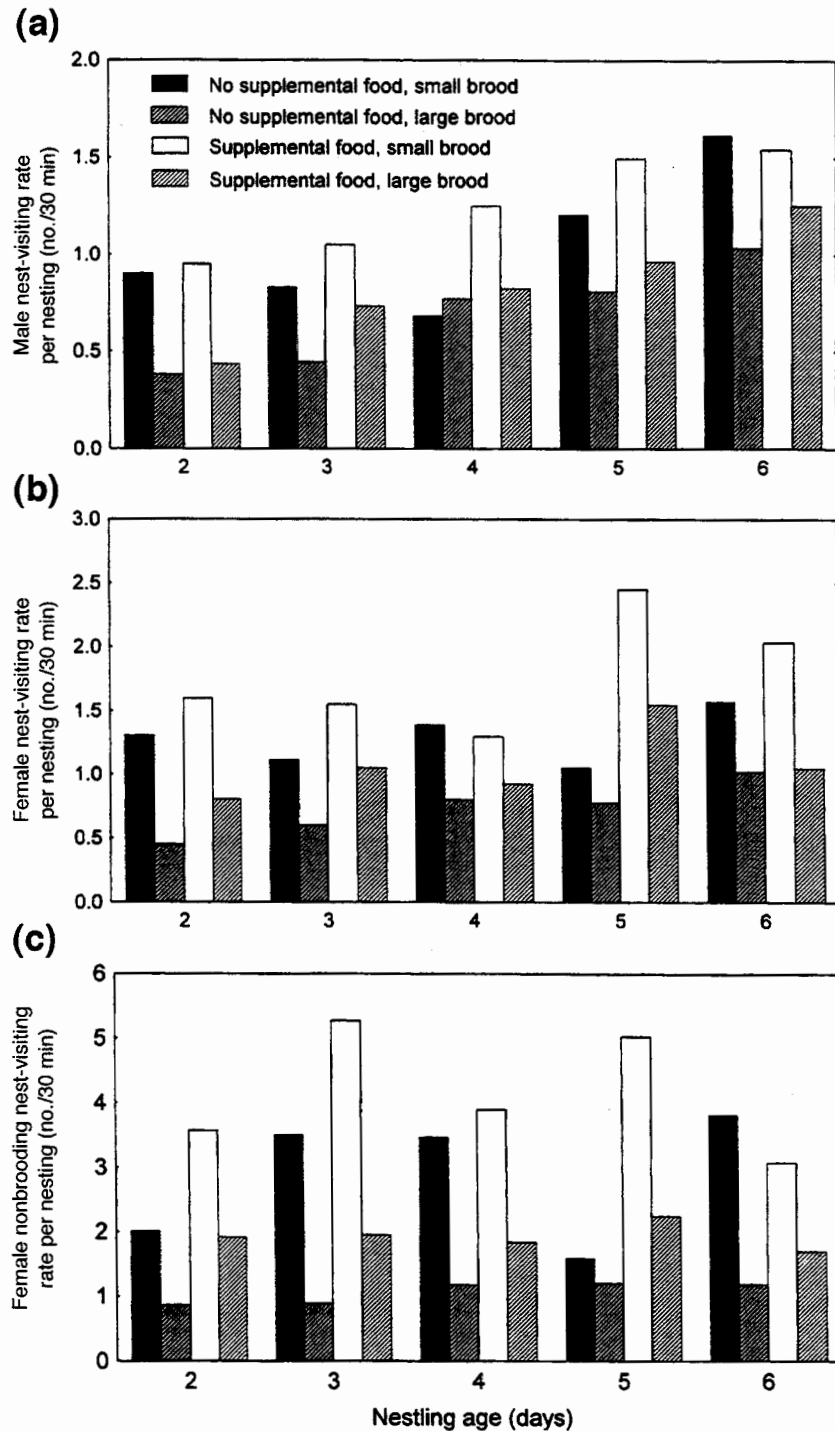 (a)
Male nest-visiting rate
per nesting (no./30 min)
2.0
1.5
1.0
0.5
0.0
No supplemental food, small brood
No supplemental food, large brood
Supplemental food, small brood
Supplemental food, large brood
2 3 4 5 6
(b)
Female nest-visiting rate
per nesting (no./30 min)
3.0
2.5
2.0
1.5
1.0
0.5
0.0
2 3 4 5 6
(c)
Female nonbrooding nest-visiting
rate per nesting (no./30 min)
6
5
4
3
2
1
0
2 3 4 5 6
Nestling age (days)